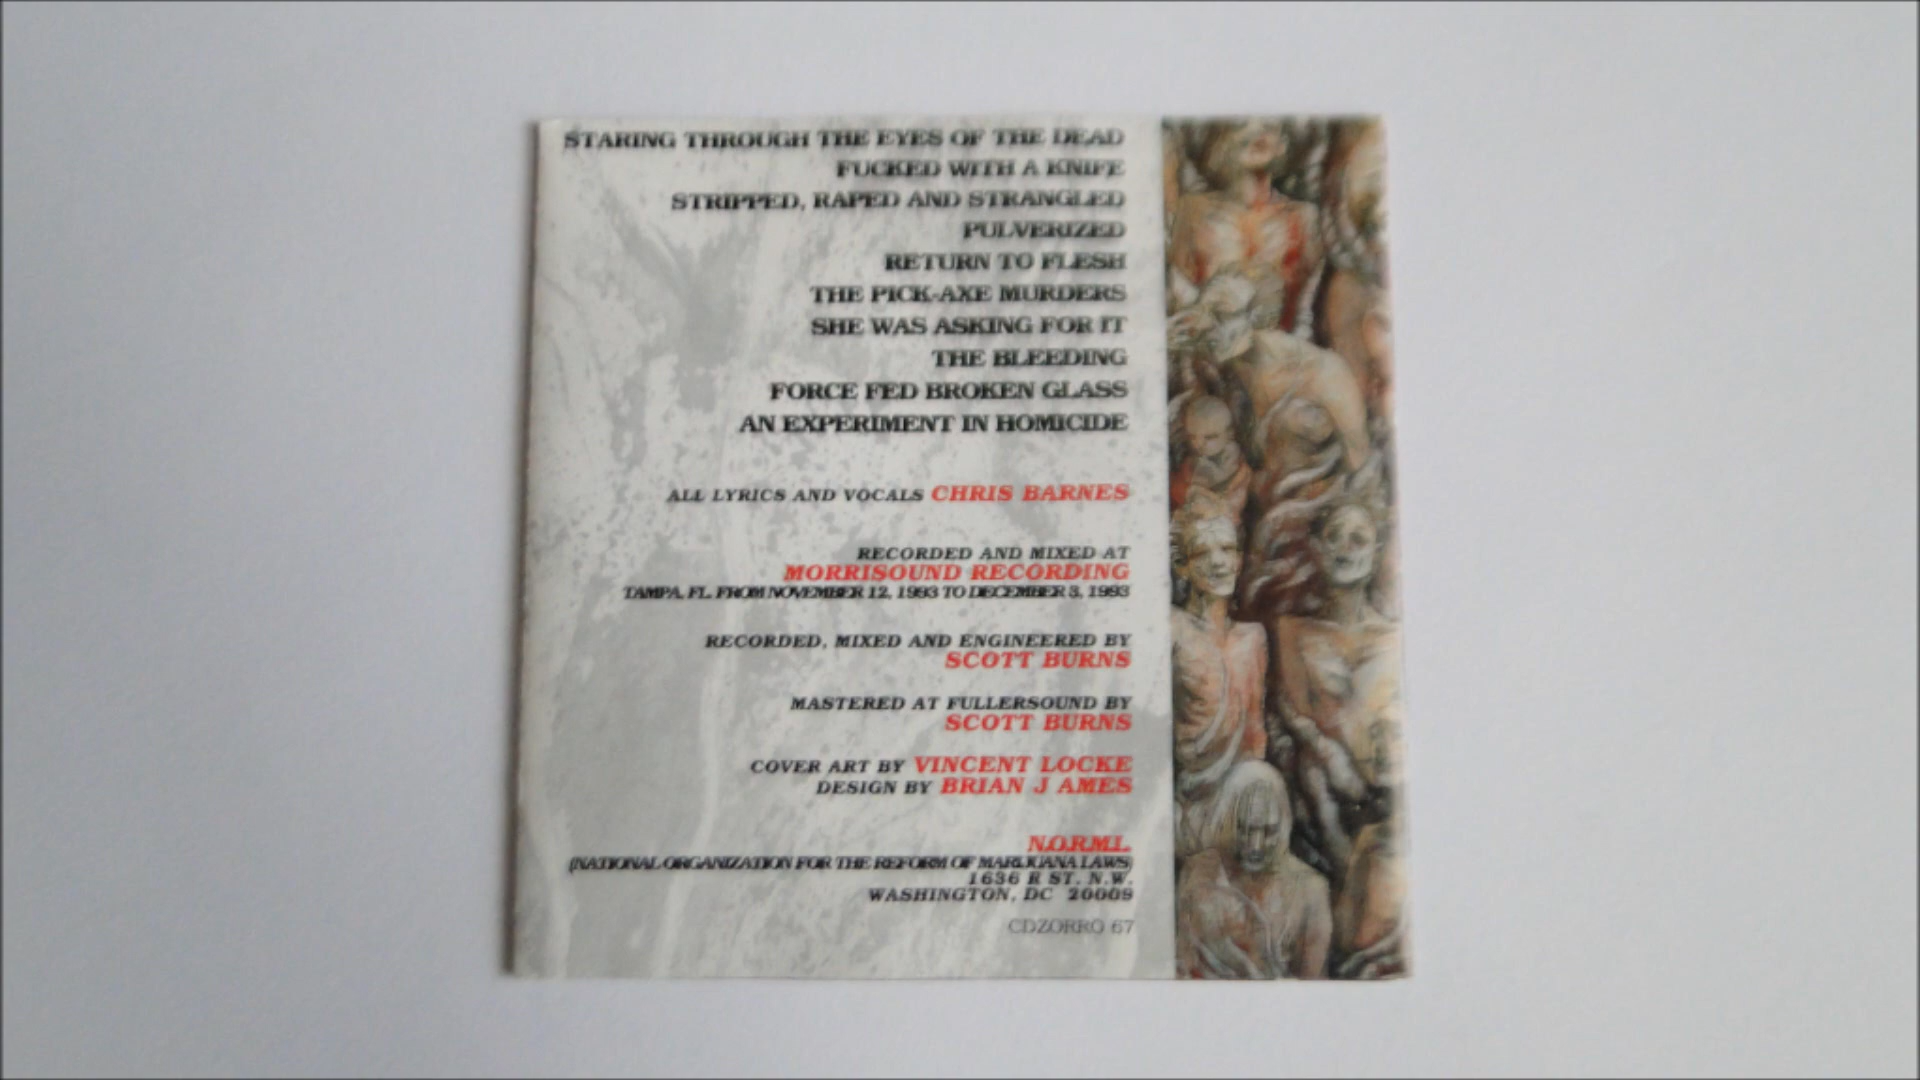 STARING THROUGH THE EYES OF THE DEAD
FUCKED WITH A KNIFE
STRIPPED, RAPED AND STRANGLED
PULVERIZED
RETURN TO FLESH
THE PICK-AXE MURDERS
SHE WAS ASKING FOR IT
THE BLEEDING
FORCE FED BROKEN GLASS
AN EXPERIMENT IN HOMICIDE
ALL LYRICS AND VOCALS CHRIS BARNES
RECORDED AND MIXED AT
MORRISOUND RECORDING
TAMPA, FL. FROM NOVEMBER 12, 1993 TO DECEMBER 3, 1993
RECORDED, MIXED AND ENGINEERED BY
SCOTT BURNS
MASTERED AT FULLERSOUND BY
SCOTT BURNS
COVER ART BY VINCENT LOCKE
DESIGN BY BRIAN J AMES
N.O.R.M.L.
(NATIONAL ORGANIZATION FOR THE REFORM OF MARIJUANA LAWS)
1636 R ST. N.W.
WASHINGTON, DC 20009
CDZORRO 67